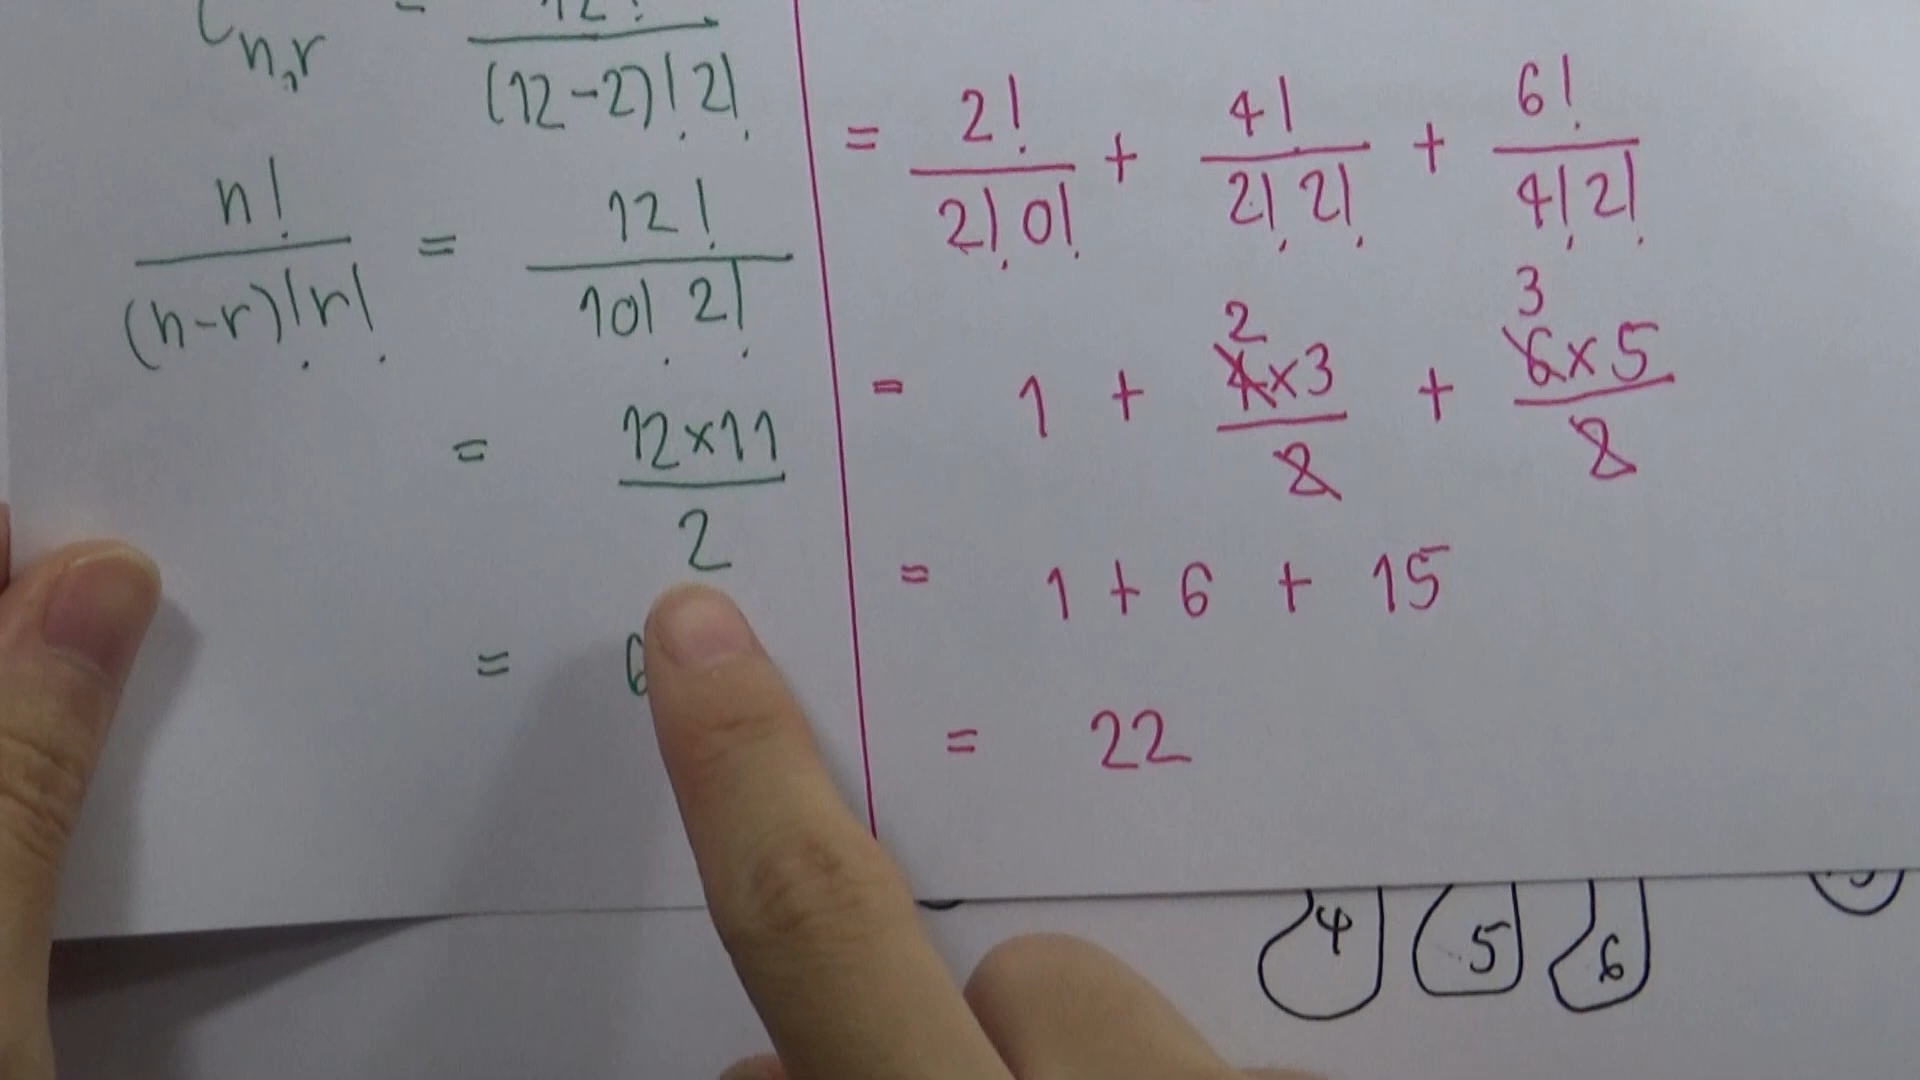 C n,r = 12!
(12-2)! 2!
n! / (n-r)! r! = 12! / 10! 2!
= 12×11 / 2
= 6
= 2! / 2! 0! + 4! / 2! 2! + 6! / 4! 2!
2 3
= 1 + 4×3 / 2 + 6×5 / 2
= 1 + 6 + 15
= 22
4 5 6